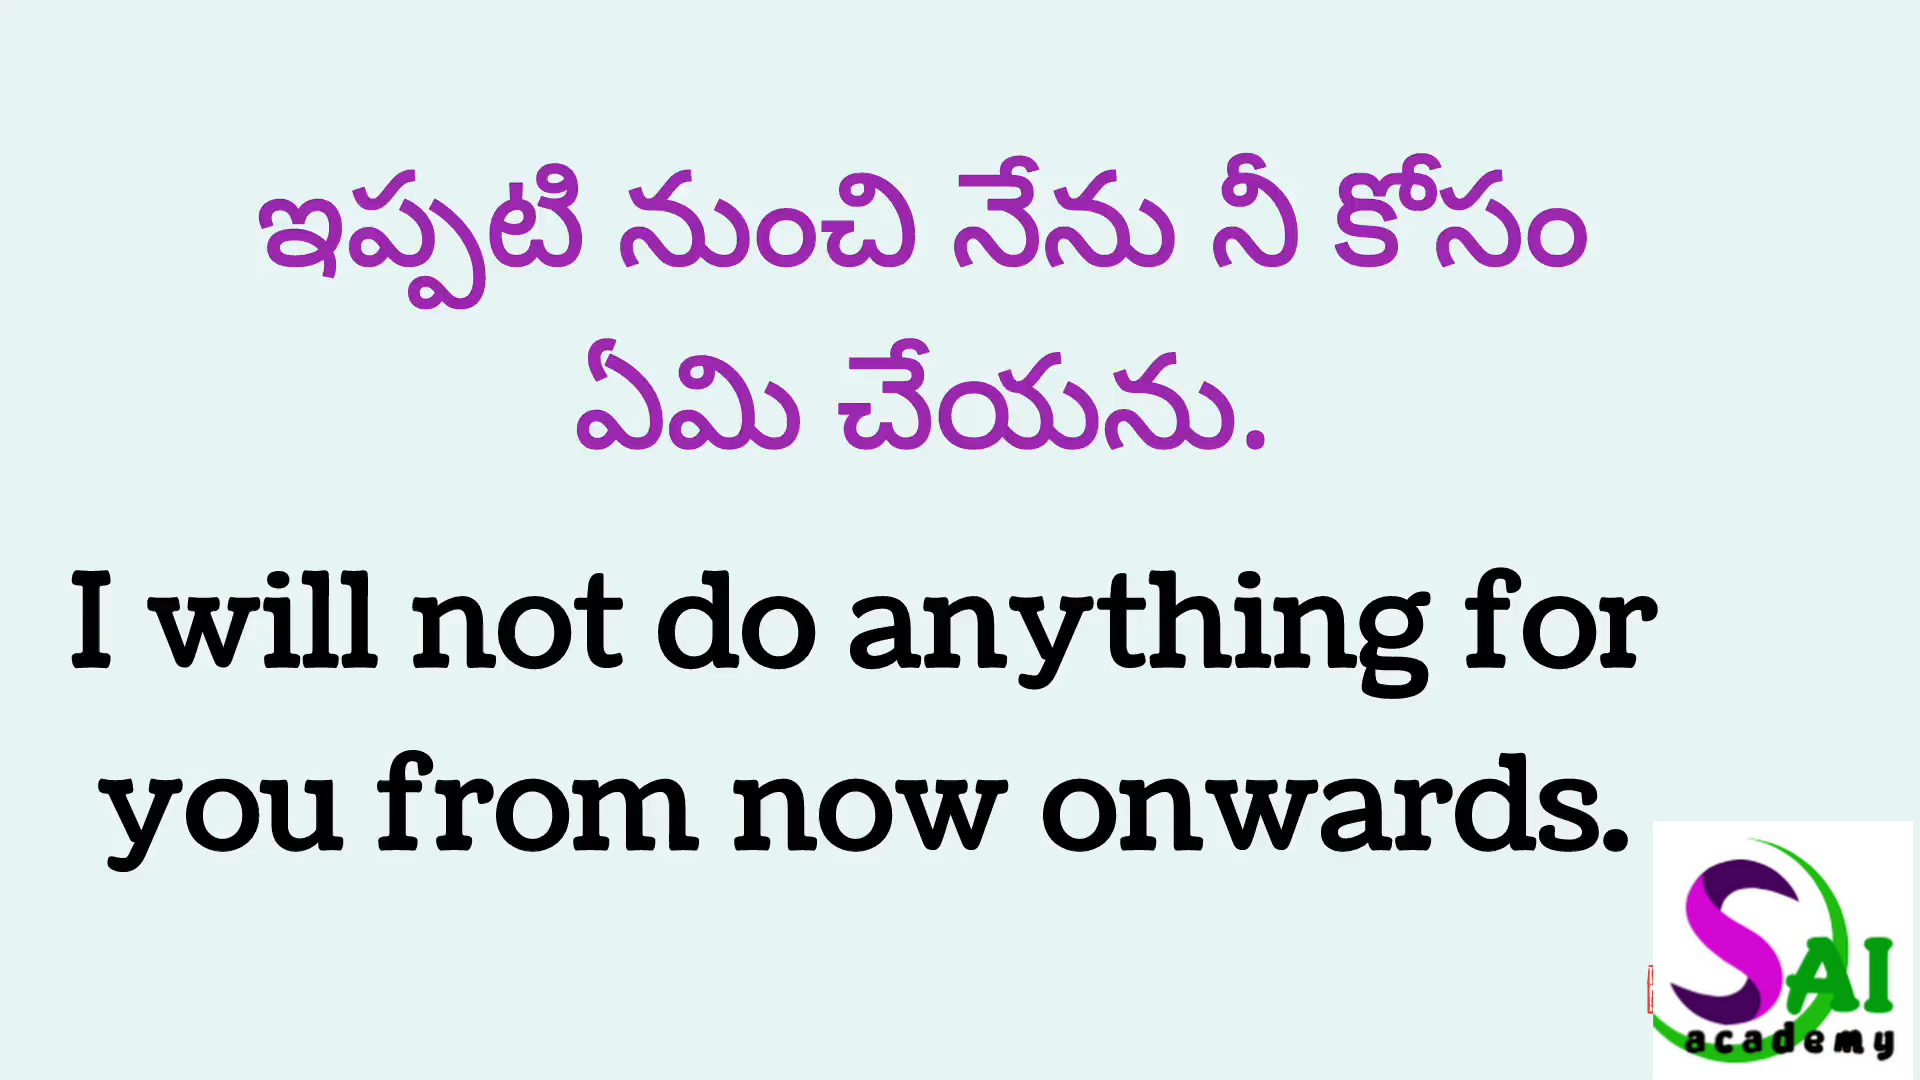 ఇప్పటి నుంచి నేను నీ కోసం
ఏమి చేయను.
I will not do anything for
you from now onwards.
SAI
academy